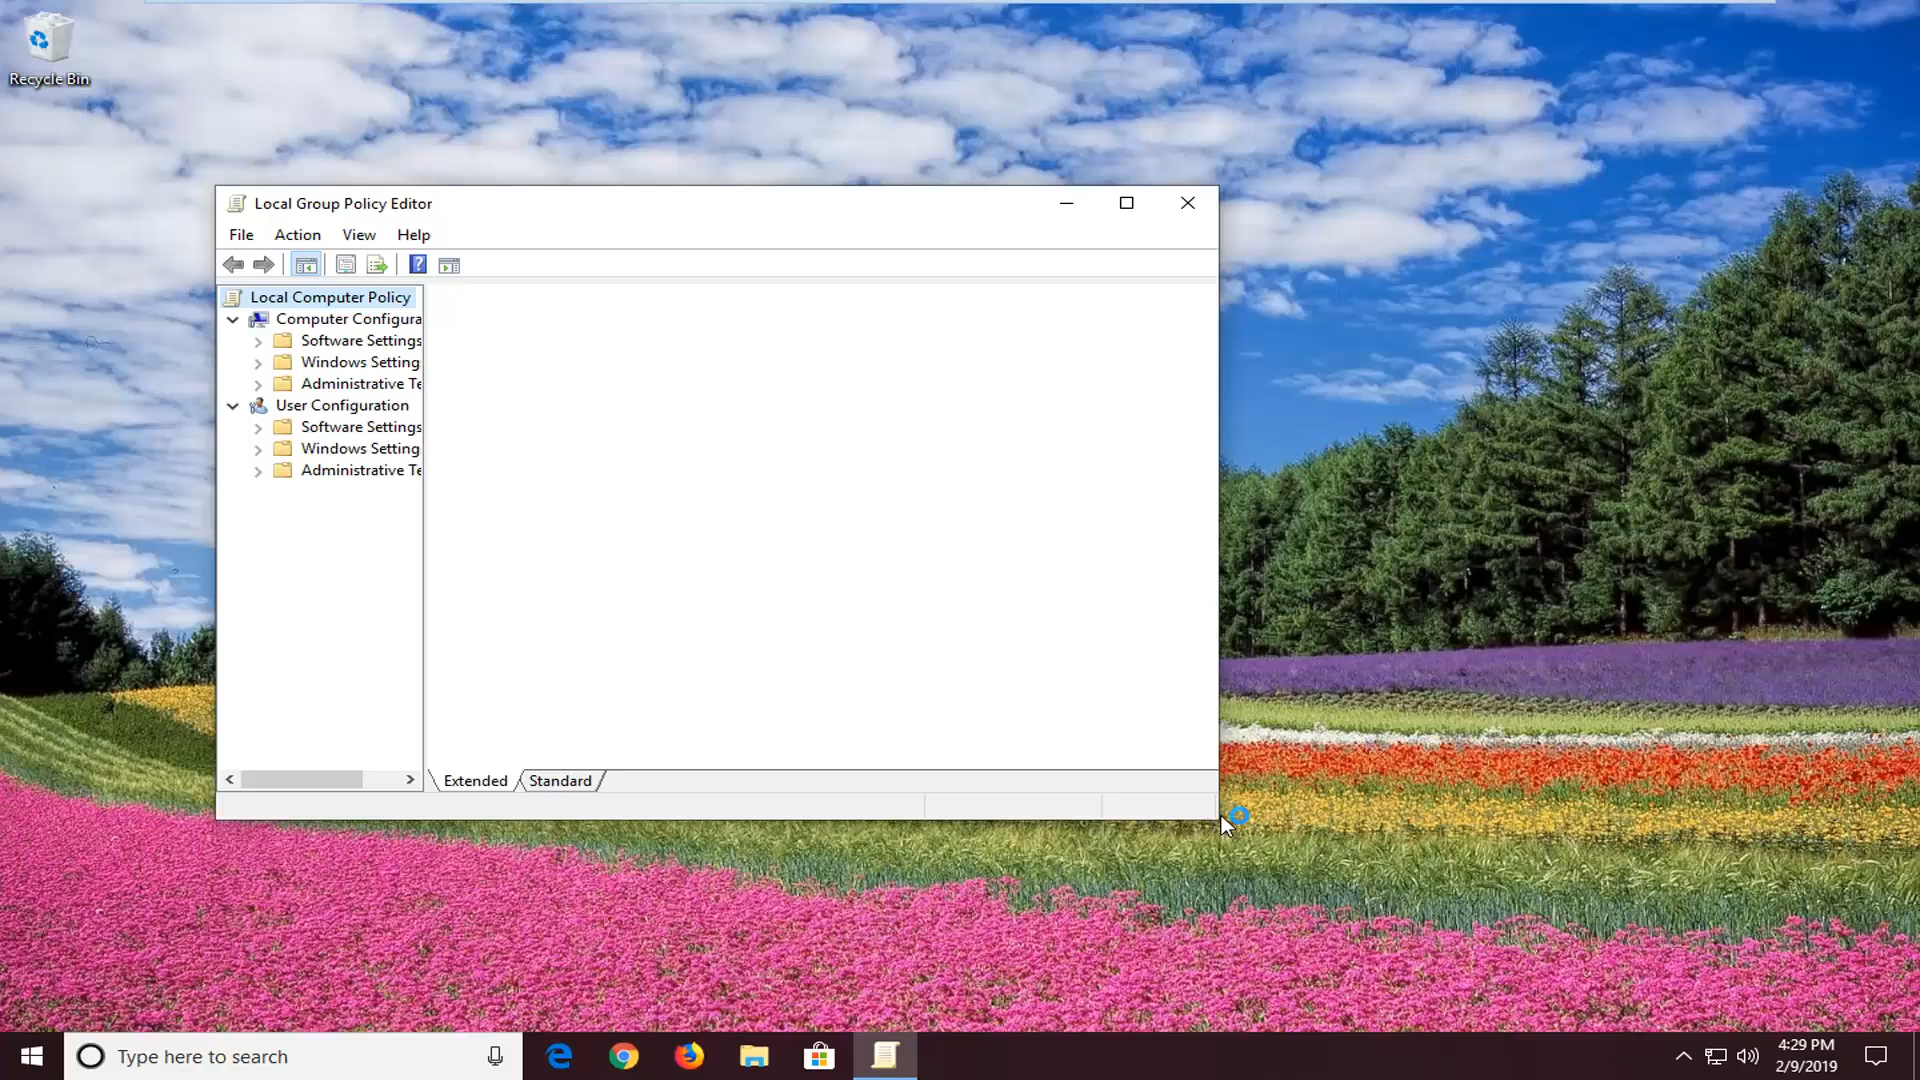 Recycle Bin
Local Group Policy Editor
File Action View Help
Local Computer Policy
Computer Configura
Software Settings
Windows Setting
Administrative Te
User Configuration
Software Settings
Windows Setting
Administrative Te
Extended Standard
Type here to search
4:29 PM
2/9/2019